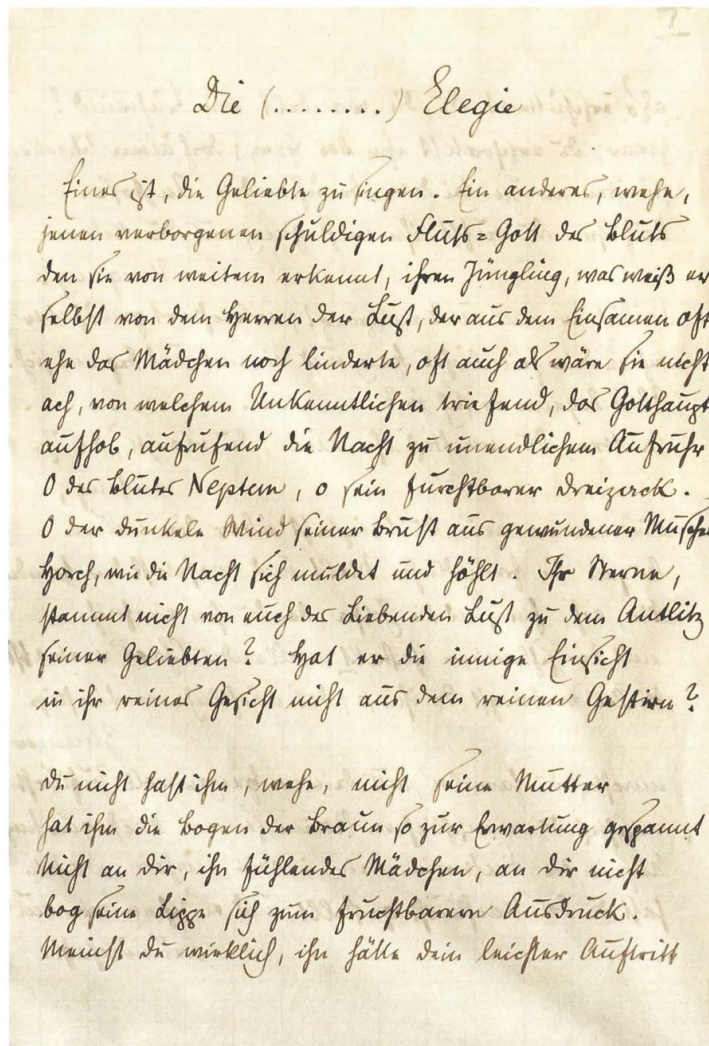 I
Die (........) Elegie
Eines ist, die Geliebte zu singen. Ein anderes, wehe,
jenen verborgenen schuldigen Fluß=Gott des Bluts
den sie von weitem erkennt, ihren Jüngling, was weiß er
selbst von dem Herren der Lust, der aus dem Einsamen oft
ehe das Mädchen noch linderte, oft auch als wäre sie nicht
ach, von welchem Unkenntlichen triefend, das Gotthaupt
aufhob, aufrufend die Nacht zu unendlichem Aufruhr
O des Blutes Neptun, o sein furchtbarer Dreizack.
O der dunkele Wind seiner Brust aus gewundener Muschel
Horch, wie die Nacht sich muldet und höhlt. Ihr Sterne,
stammt nicht von euch des Liebenden Lust zu dem Antlitz
seiner Geliebten? Hat er die innige Einsicht
in ihr reines Gesicht nicht aus dem reinen Gestirn?
Du nicht hast ihm, wehe, nicht seine Mutter
hat ihm die Bogen der Braun so zur Erwartung gespannt
Nicht an dir, ihn fühlendes Mädchen, an dir nicht
bog seine Lippe sich zum fruchtbarern Ausdruck.
Meinst du wirklich, ihn hätte dein leichter Auftritt